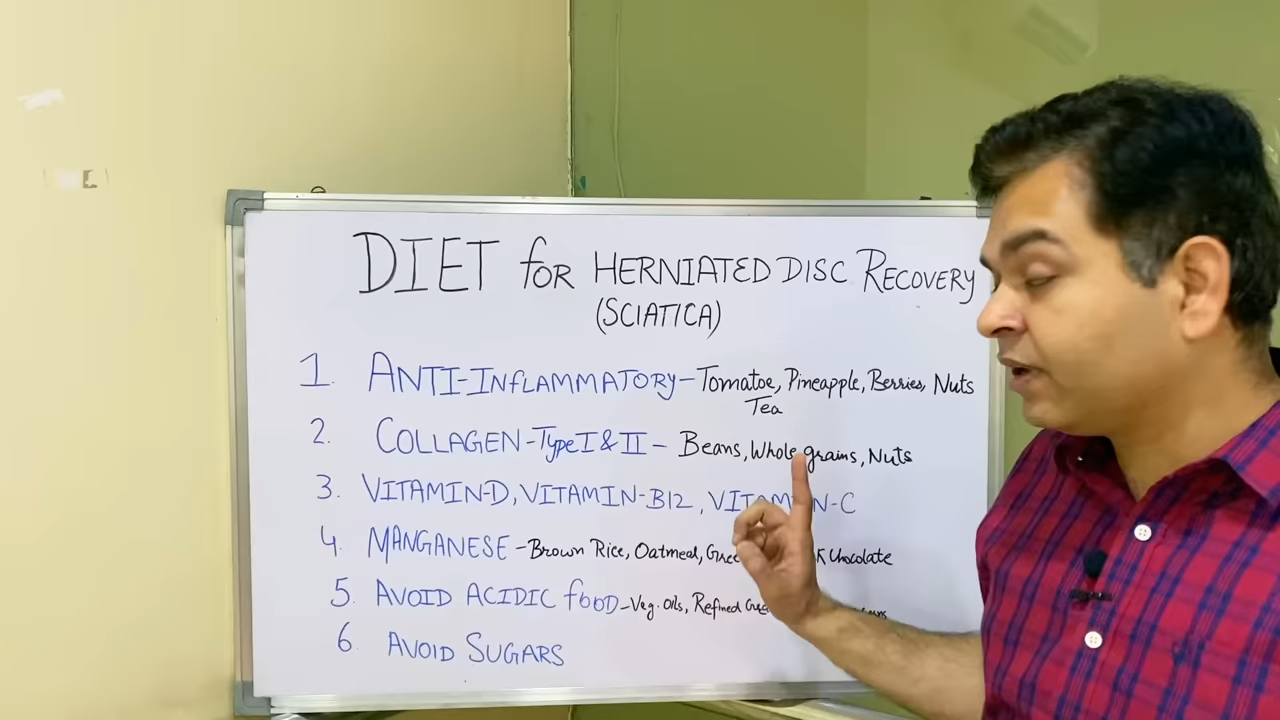 DIET for HERNIATED DISC RECOVERY
(SCIATICA)
1. ANTI-INFLAMMATORY - Tomatoe, Pineapple, Berries, Nuts
Tea
2. COLLAGEN - Type I & II - Beans, Whole grains, Nuts
3. VITAMIN-D, VITAMIN-B12, VITAMIN-C
4. MANGANESE - Brown Rice, Oatmeal, Chocolate
5. AVOID ACIDIC fOOD - Veg. Oils, Refined
6. AVOID SUGARS